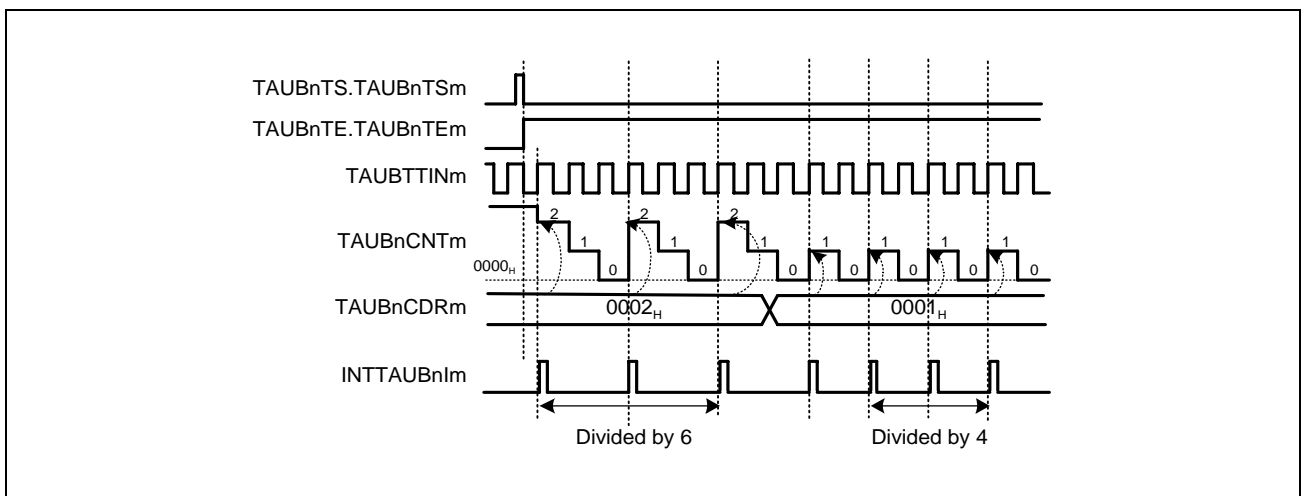 TAUBnTS.TAUBnTSm
TAUBnTE.TAUBnTEm
TAUBTTINm
TAUBnCNTm
2 1 0 2 1 0 2 1 0 1 0 1 0 1 0 1 0
0000H
TAUBnCDRm
0002H 0001H
INTTAUBnIm
Divided by 6 Divided by 4